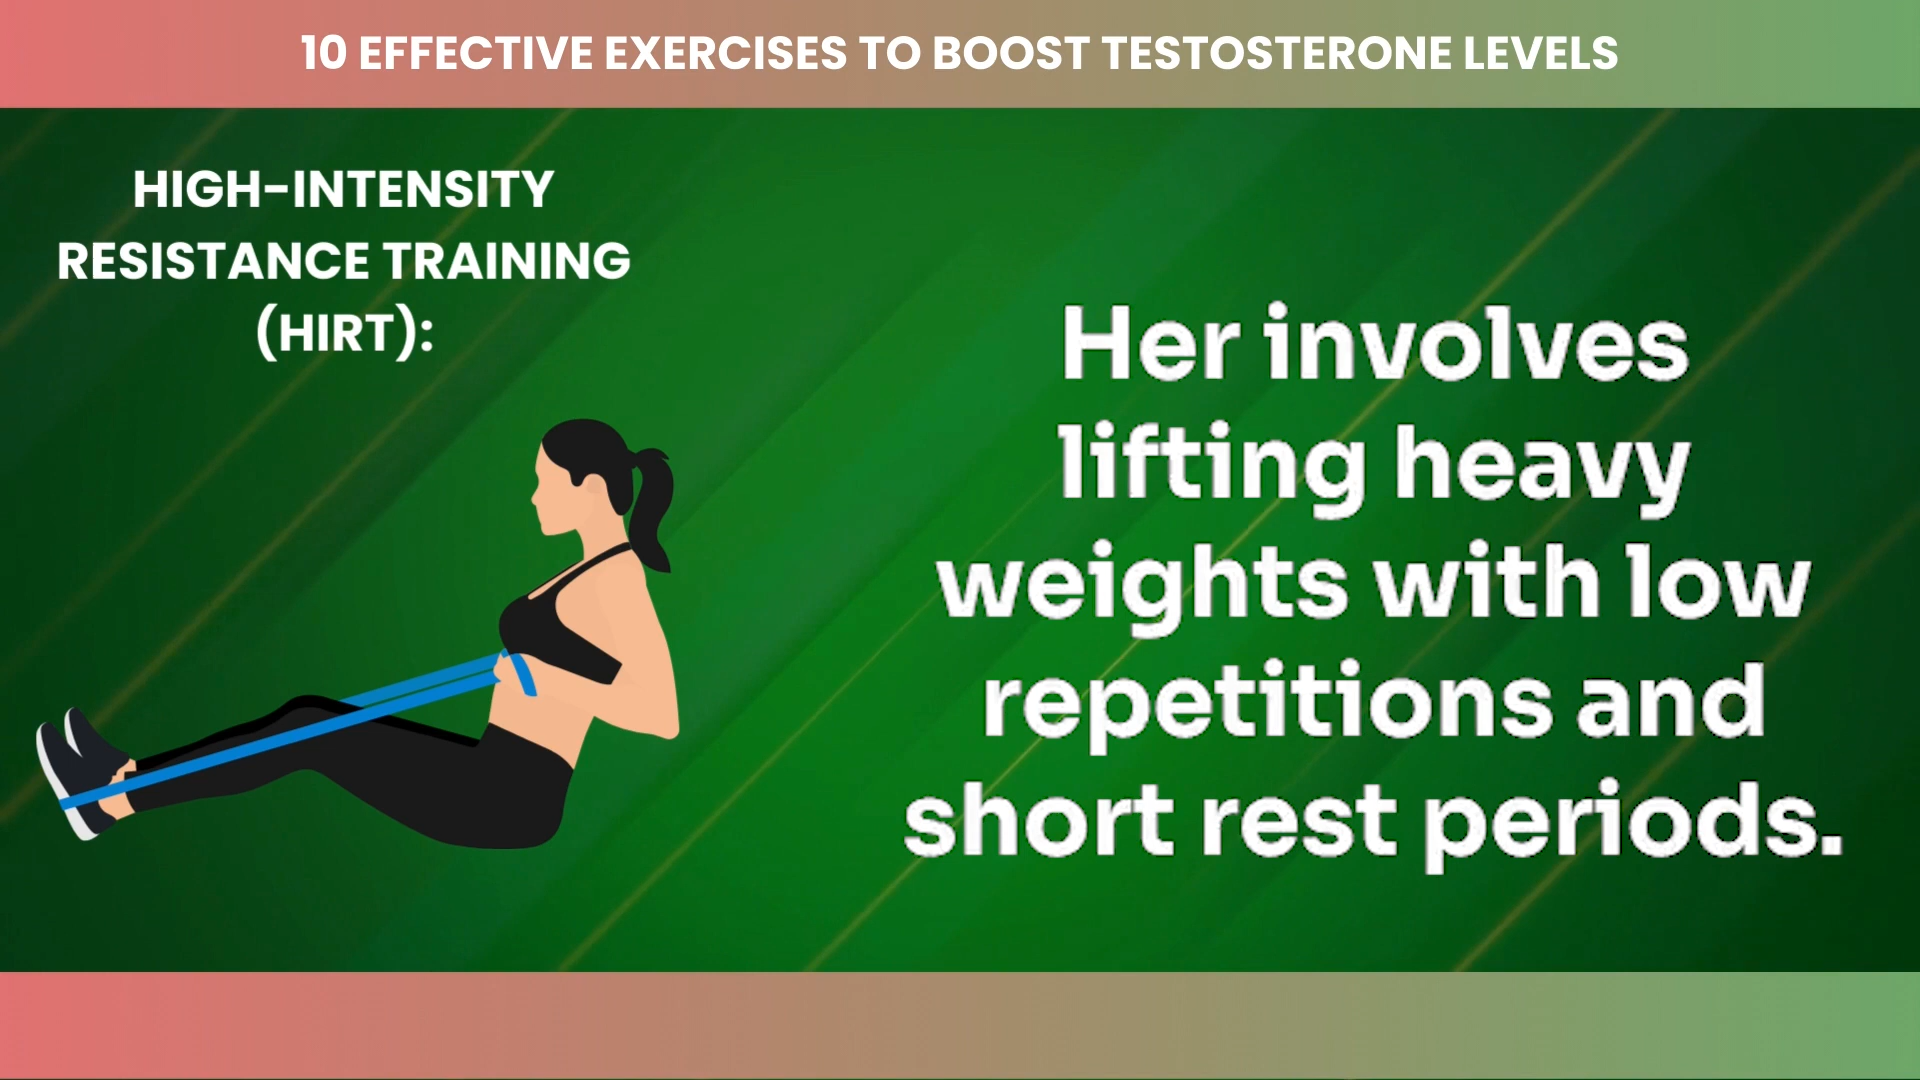 10 EFFECTIVE EXERCISES TO BOOST TESTOSTERONE LEVELS
HIGH-INTENSITY
RESISTANCE TRAINING
(HIRT):
Her involves
lifting heavy
weights with low
repetitions and
short rest periods.